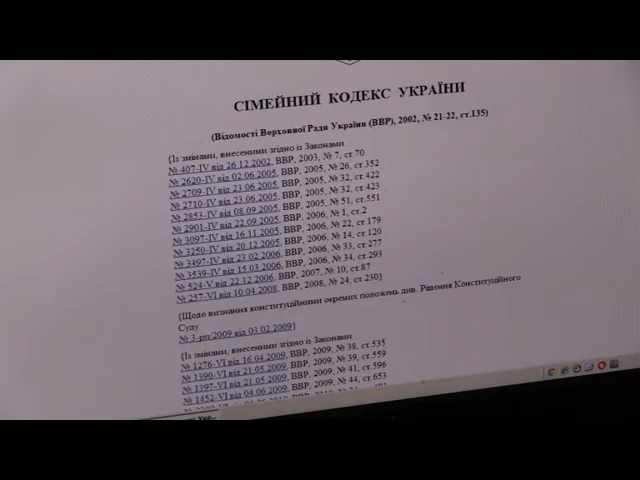 СІМЕЙНИЙ КОДЕКС УКРАЇНИ
(Відомості Верховної Ради України (ВВР), 2002, № 21-22, ст.135)
{Із змінами, внесеними згідно із Законами
№ 407-IV від 26.12.2002, ВВР, 2003, № 7, ст.70
№ 2620-IV від 02.06.2005, ВВР, 2005, № 26, ст.352
№ 2709-IV від 23.06.2005, ВВР, 2005, № 32, ст.422
№ 2710-IV від 23.06.2005, ВВР, 2005, № 32, ст.423
№ 2853-IV від 08.09.2005, ВВР, 2005, № 51, ст.551
№ 2901-IV від 22.09.2005, ВВР, 2006, № 1, ст.2
№ 3097-IV від 16.11.2005, ВВР, 2006, № 22, ст.179
№ 3250-IV від 20.12.2005, ВВР, 2006, № 14, ст.120
№ 3497-IV від 23.02.2006, ВВР, 2006, № 33, ст.277
№ 3539-IV від 15.03.2006, ВВР, 2006, № 34, ст.293
№ 524-V від 22.12.2006, ВВР, 2007, № 10, ст.87
№ 257-VI від 10.04.2008, ВВР, 2008, № 24, ст.230}
{Щодо визнання конституційними окремих положень див. Рішення Конституційного
Суду
№ 3-рп/2009 від 03.02.2009}
{Із змінами, внесеними згідно із Законами
№ 1276-VI від 16.04.2009, ВВР, 2009, № 38, ст.535
№ 1390-VI від 21.05.2009, ВВР, 2009, № 39, ст.559
№ 1397-VI від 21.05.2009, ВВР, 2009, № 41, ст.596
№ 1452-VI від 04.06.2009, ВВР, 2009, № 44, ст.653